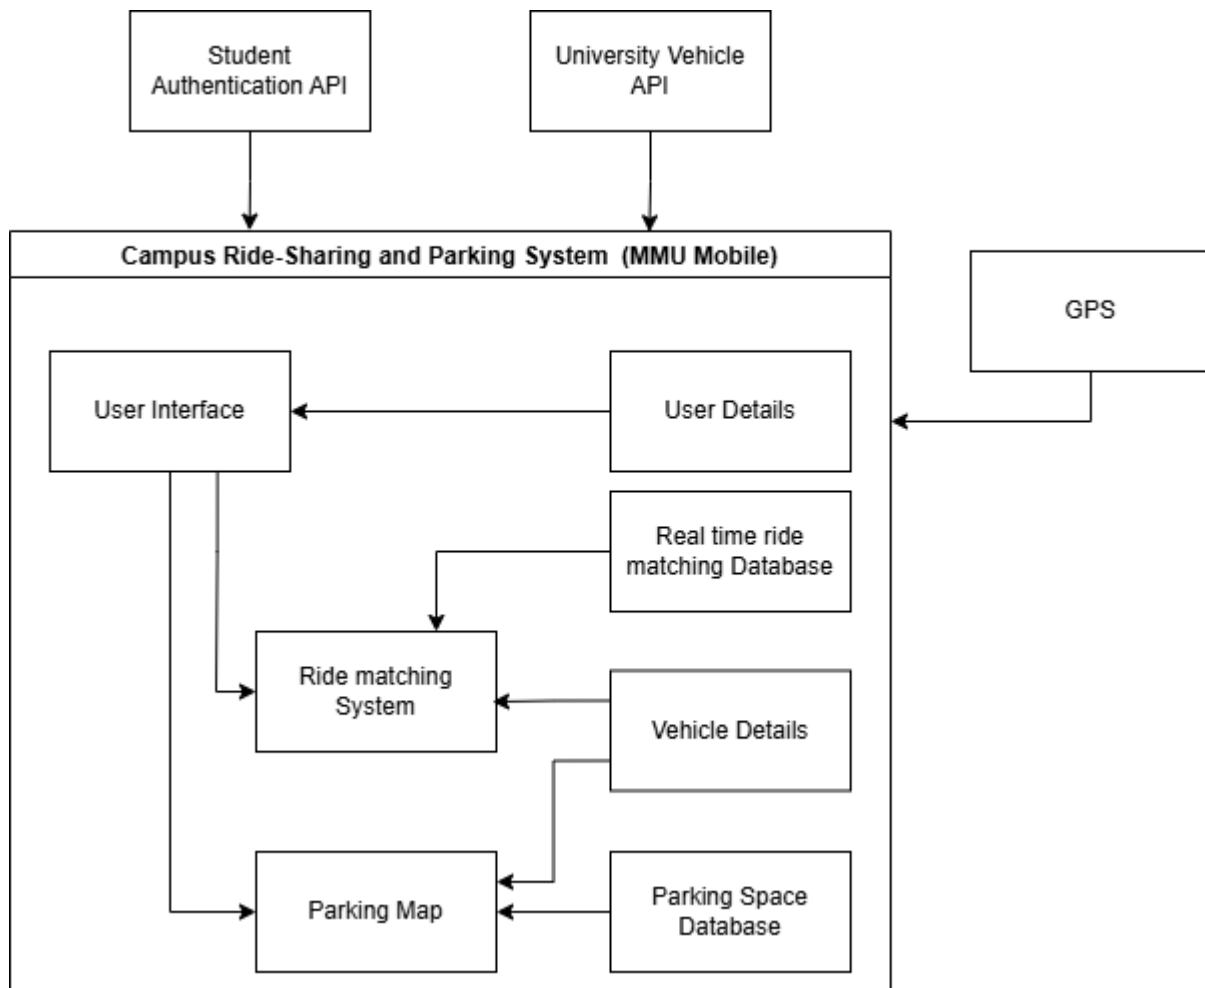 Student
Authentication API
University Vehicle
API
Campus Ride-Sharing and Parking System (MMU Mobile)
GPS
User Interface
User Details
Real time ride
matching Database
Ride matching
System
Vehicle Details
Parking Map
Parking Space
Database